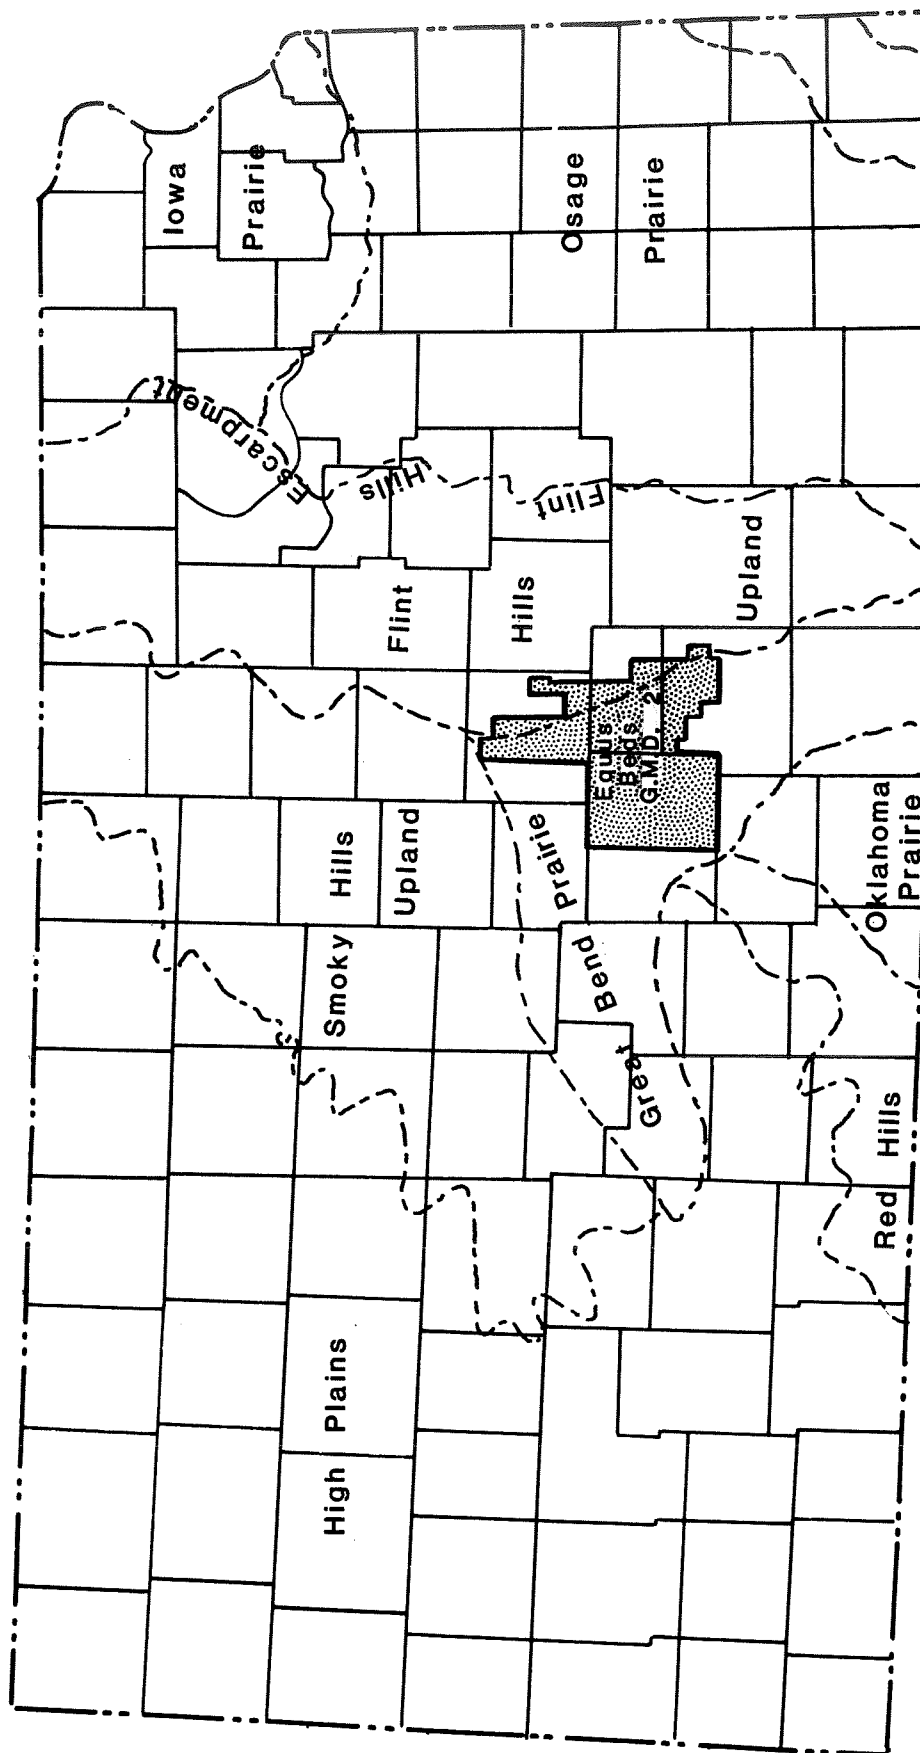 High Plains
Smoky Hills
Upland
Flint
Hills
Upland
Iowa
Prairie
Osage
Prairie
Flint
Hills
Escarpment
Great Bend Prairie
Equus
Beds
G.M.D. 2
Red Hills
Oklahoma
Prairie